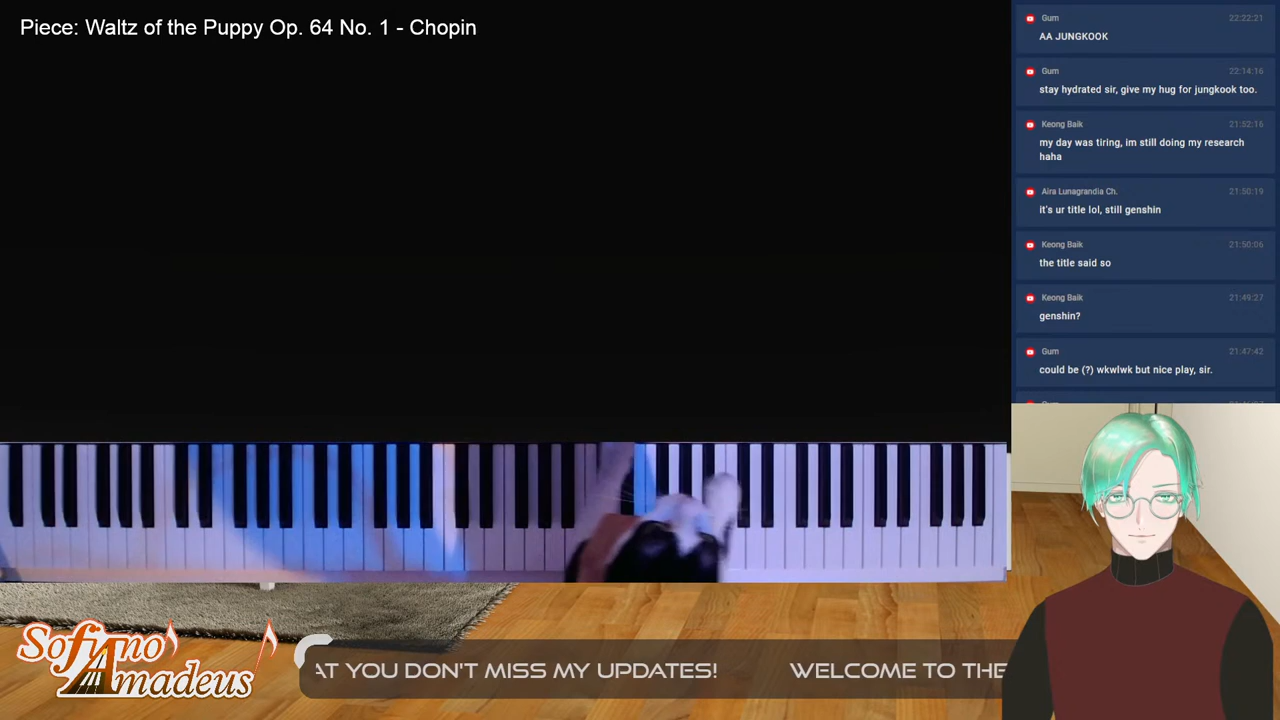 Piece: Waltz of the Puppy Op. 64 No. 1 - Chopin
Gum 22:22:21
AA JUNGKOOK
Gum 22:14:16
stay hydrated sir, give my hug for jungkook too.
Keong Baik 21:52:16
my day was tiring, im still doing my research
haha
Aira Lunagrandia Ch. 21:50:19
it's ur title lol, still genshin
Keong Baik 21:50:06
the title said so
Keong Baik 21:49:27
genshin?
Gum 21:47:42
could be (?) wkwlwk but nice play, sir.
Sofiano
Amadeus
AT YOU DON'T MISS MY UPDATES! WELCOME TO THE